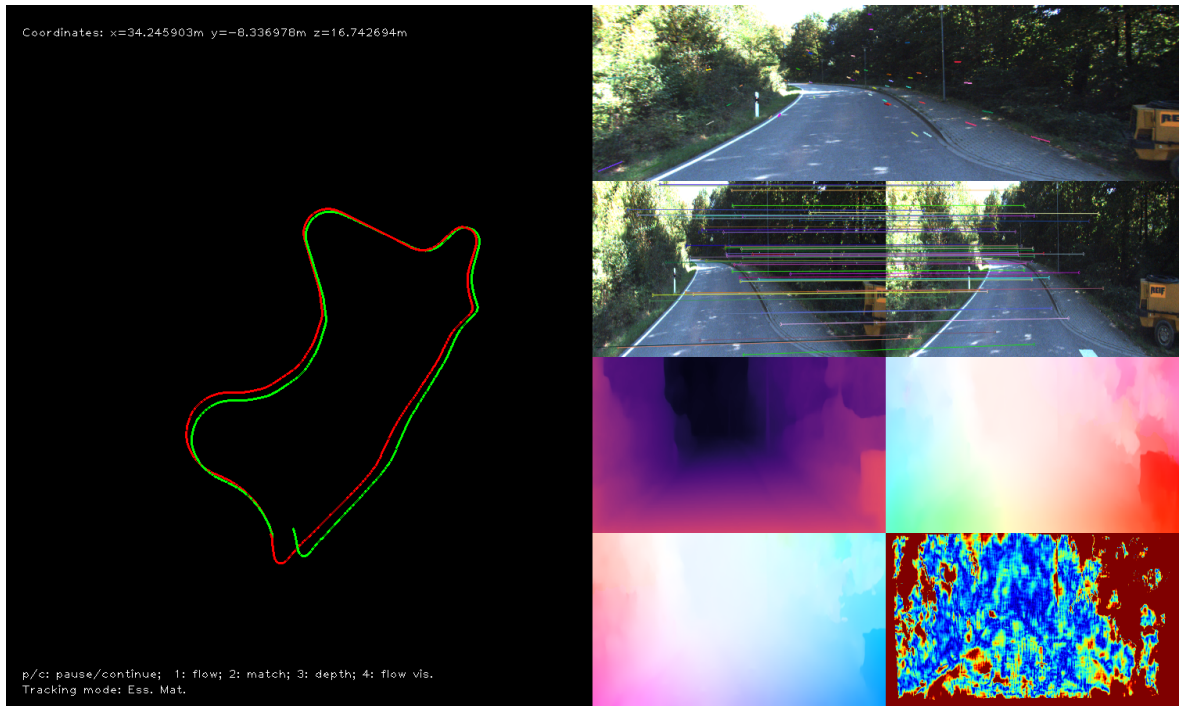 Coordinates: x=34.245903m y=−8.336978m z=16.742694m
p/c: pause/continue; 1: flow; 2: match; 3: depth; 4: flow vis.
Tracking mode: Ess. Mat.